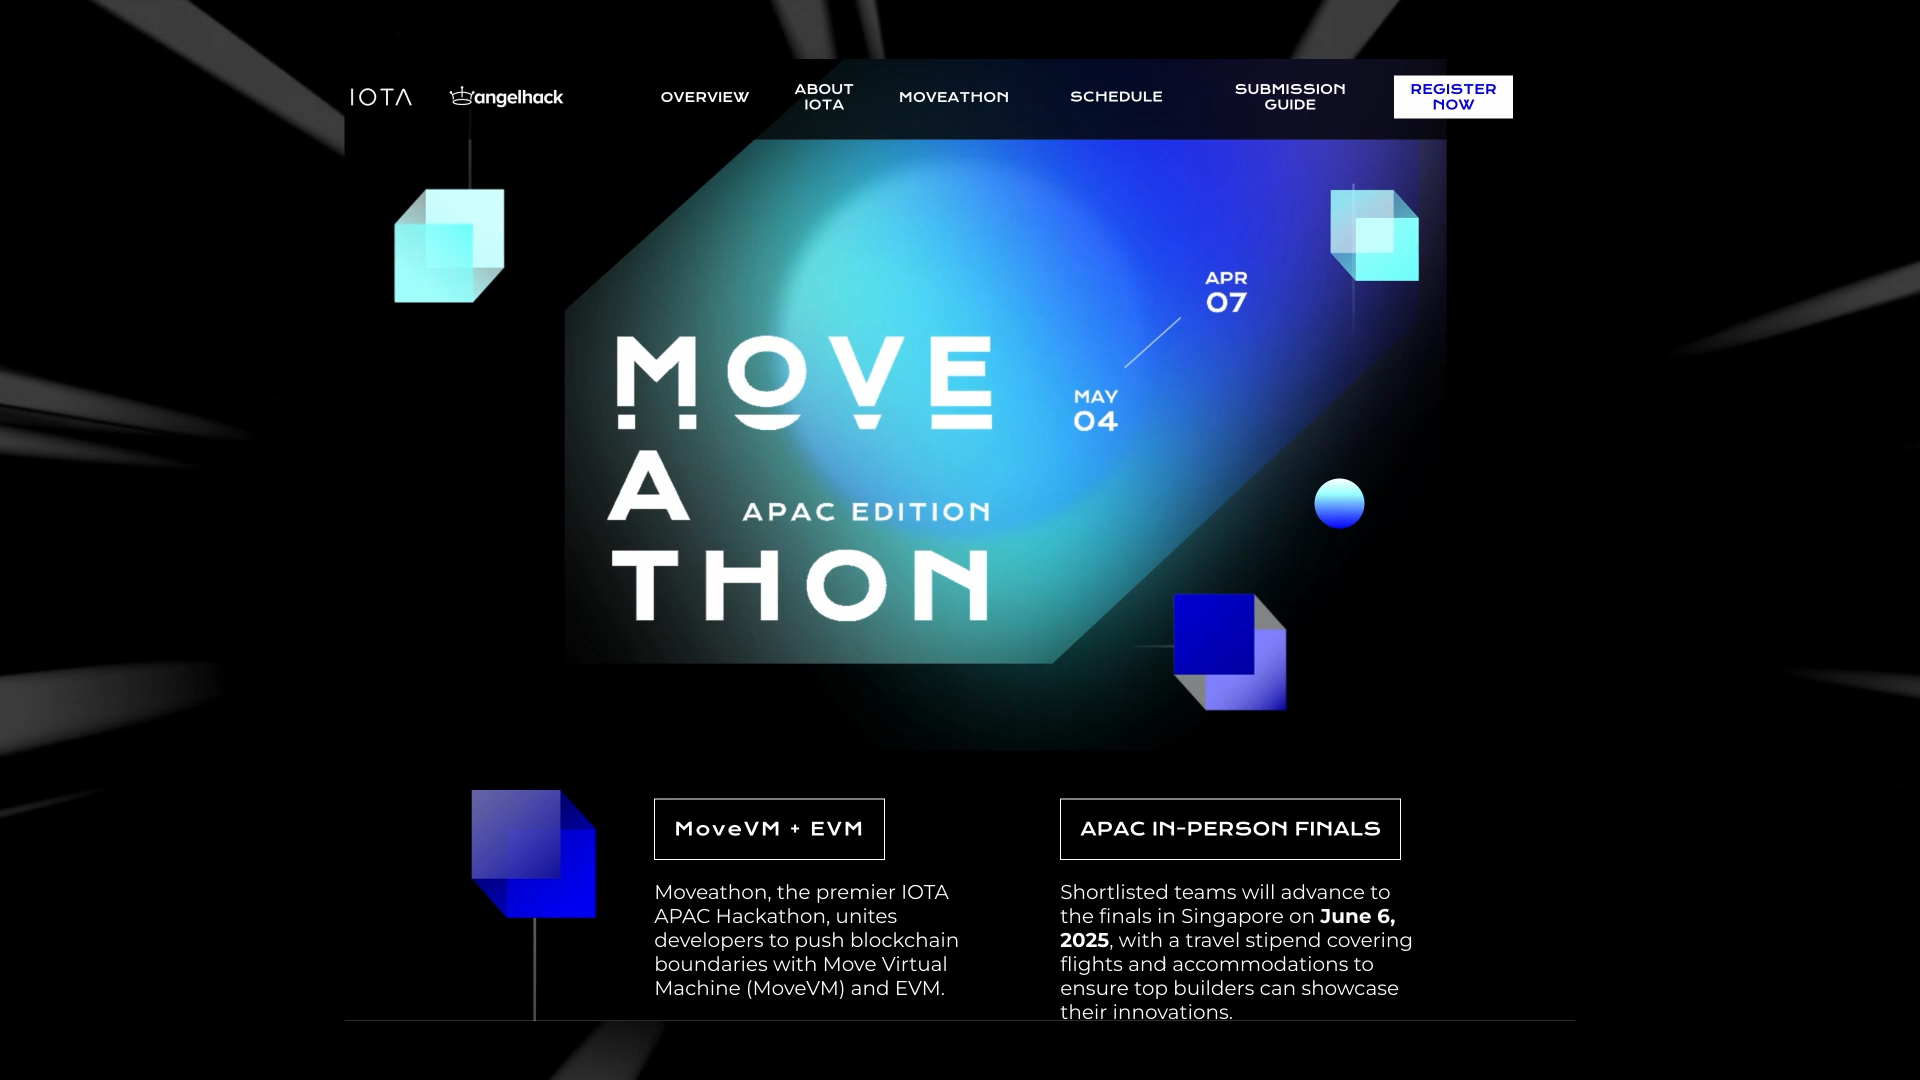 IOTA
angelhack
OVERVIEW
ABOUT
IOTA
MOVEATHON
SCHEDULE
SUBMISSION
GUIDE
REGISTER
NOW
APR
07
MAY
04
MOVE
A
APAC EDITION
THON
MoveVM + EVM
Moveathon, the premier IOTA
APAC Hackathon, unites
developers to push blockchain
boundaries with Move Virtual
Machine (MoveVM) and EVM.
APAC IN-PERSON FINALS
Shortlisted teams will advance to
the finals in Singapore on June 6,
2025, with a travel stipend covering
flights and accommodations to
ensure top builders can showcase
their innovations.